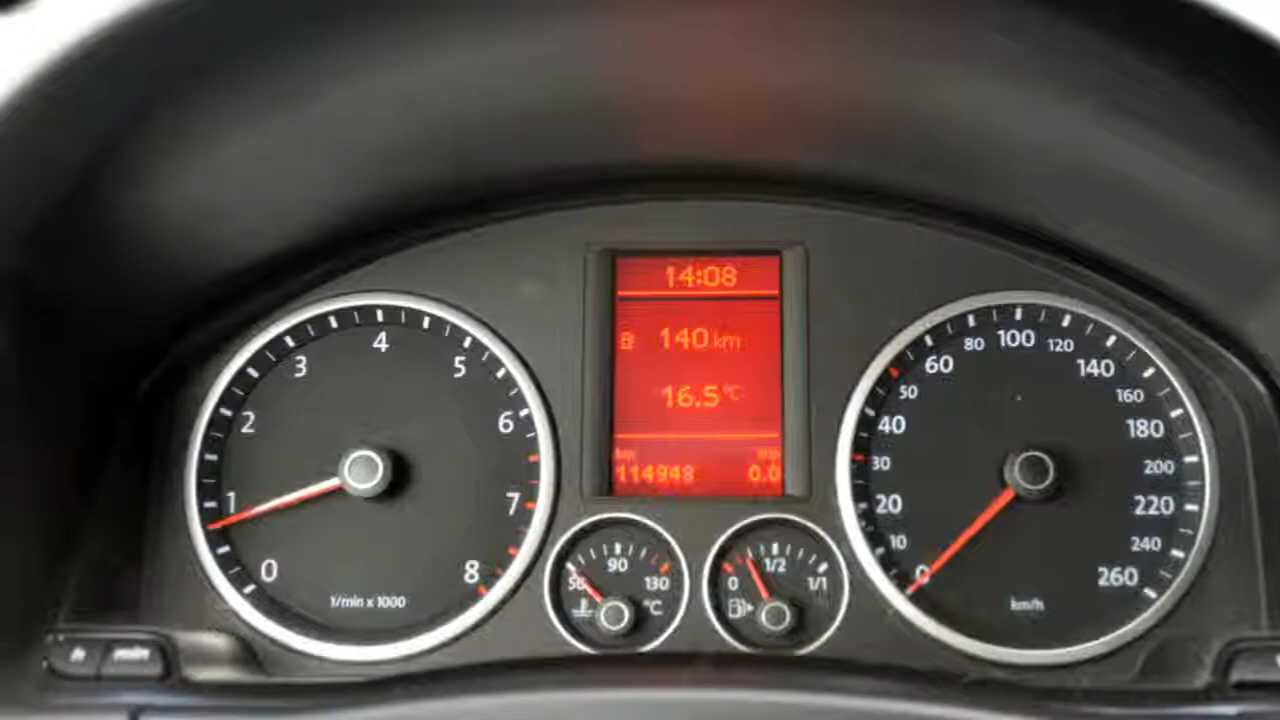 14:08
140 km
16.5 °C
km
114948 0.0
0 1 2 3 4 5 6 7 8
1/min x 1000
50 90 130
°C
0 1/2 1/1
0 10 20 30 40 50 60 80 100 120 140 160 180 200 220 240 260
km/h